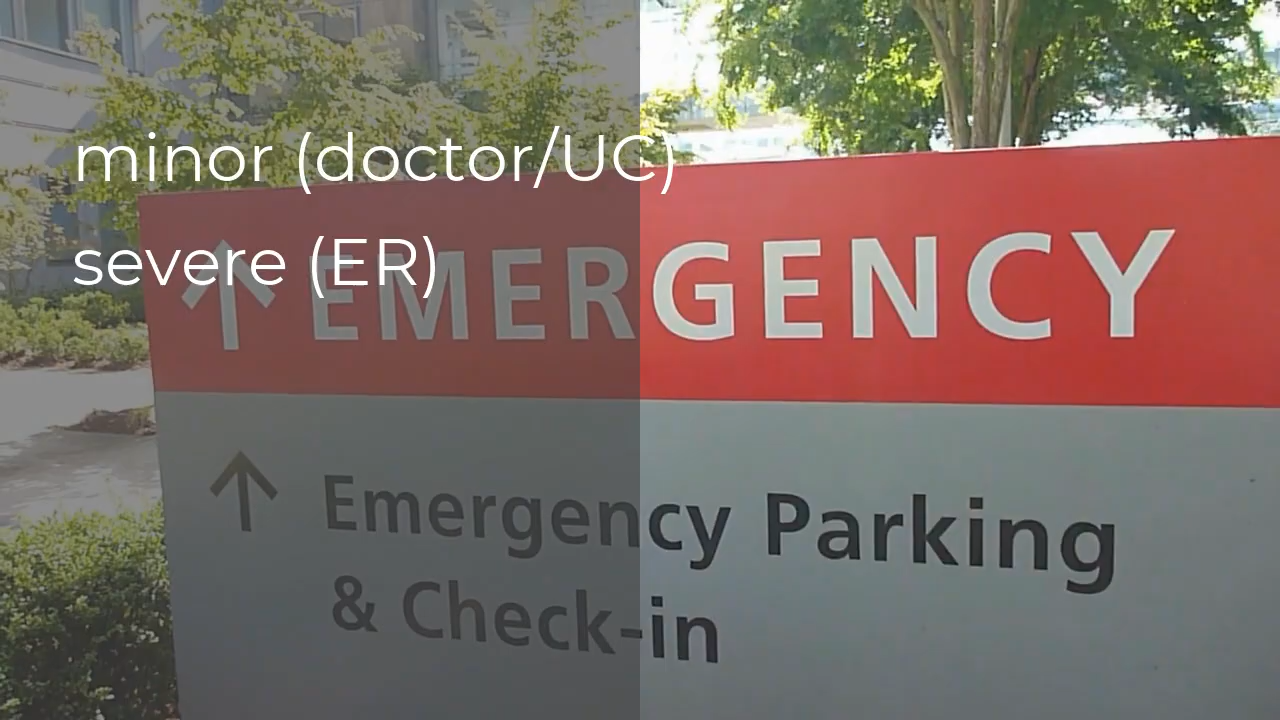 minor (doctor/UC)
severe (ER)
↑ EMERGENCY
↑ Emergency Parking
& Check-in